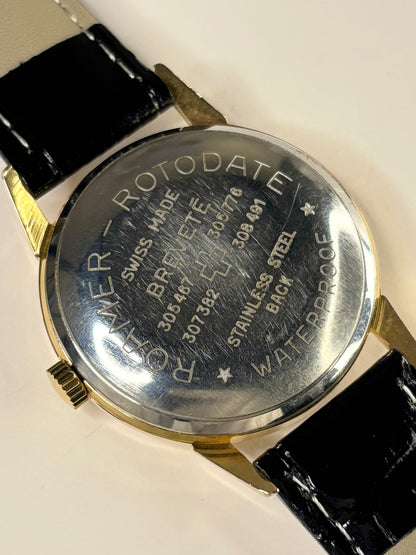 ROAMER – ROTODATE
SWISS MADE
BREVETÉ
305467 305776
307382 308491
STAINLESS STEEL
BACK
★ WATERPROOF ★